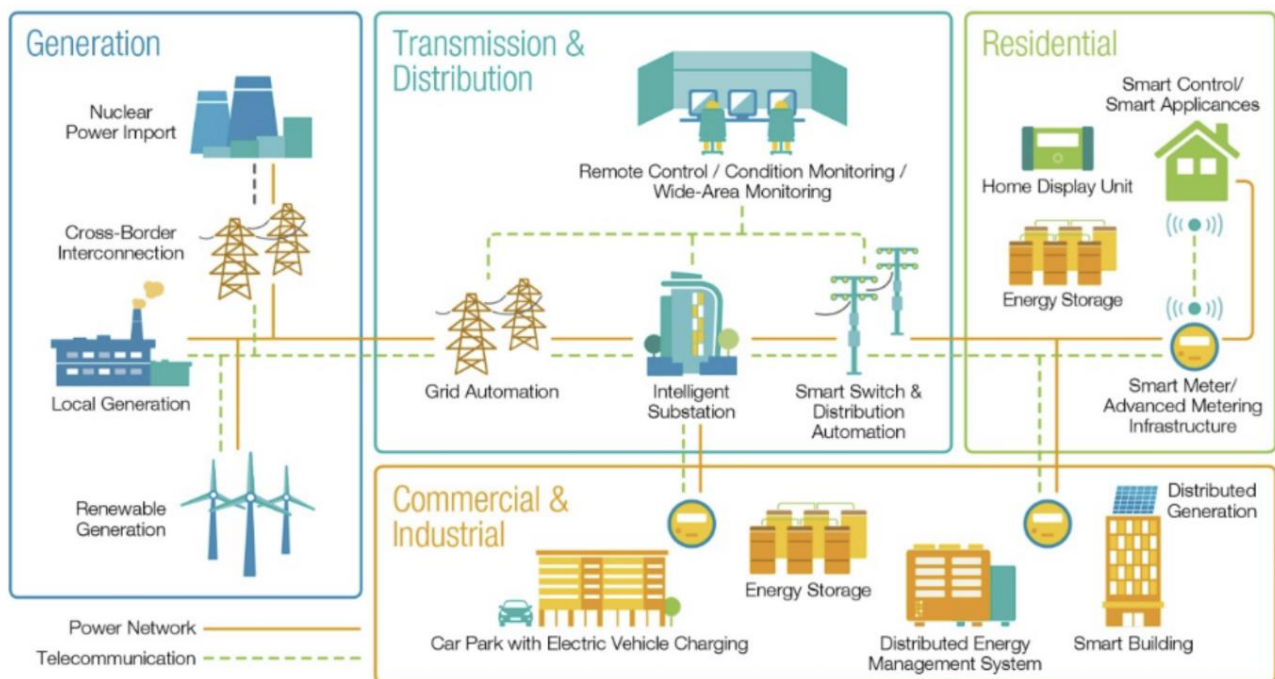 Generation
Nuclear
Power Import
Cross-Border
Interconnection
Local Generation
Renewable
Generation
Power Network
Telecommunication
Transmission &
Distribution
Remote Control / Condition Monitoring /
Wide-Area Monitoring
Grid Automation
Intelligent
Substation
Smart Switch &
Distribution
Automation
Residential
Smart Control/
Smart Applicances
Home Display Unit
Energy Storage
Smart Meter/
Advanced Metering
Infrastructure
Commercial &
Industrial
Car Park with Electric Vehicle Charging
Energy Storage
Distributed Energy
Management System
Distributed
Generation
Smart Building